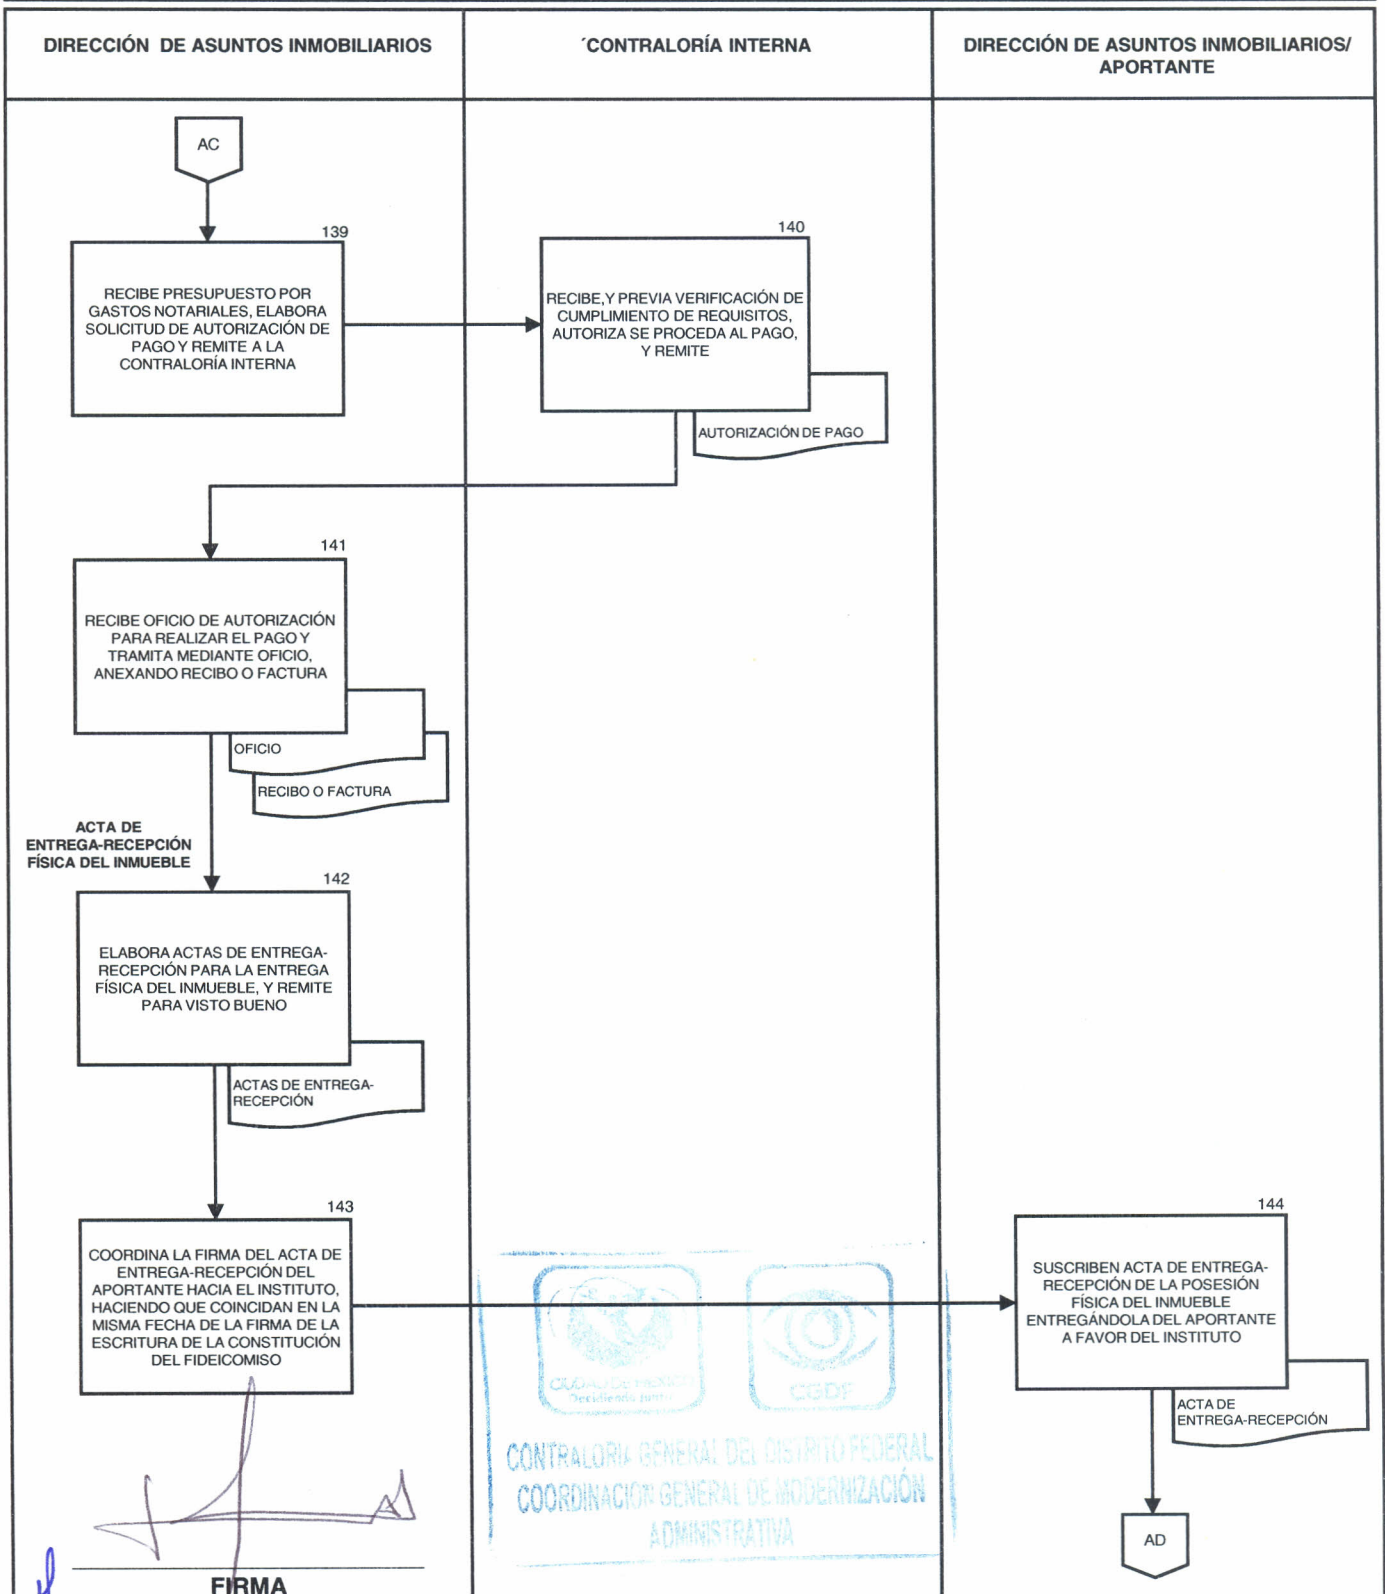 DIRECCIÓN DE ASUNTOS INMOBILIARIOS
´CONTRALORÍA INTERNA
DIRECCIÓN DE ASUNTOS INMOBILIARIOS/
APORTANTE
AC
139
RECIBE PRESUPUESTO POR
GASTOS NOTARIALES, ELABORA
SOLICITUD DE AUTORIZACIÓN DE
PAGO Y REMITE A LA
CONTRALORÍA INTERNA
140
RECIBE, Y PREVIA VERIFICACIÓN DE
CUMPLIMIENTO DE REQUISITOS,
AUTORIZA SE PROCEDA AL PAGO,
Y REMITE
AUTORIZACIÓN DE PAGO
141
RECIBE OFICIO DE AUTORIZACIÓN
PARA REALIZAR EL PAGO Y
TRAMITA MEDIANTE OFICIO,
ANEXANDO RECIBO O FACTURA
OFICIO
RECIBO O FACTURA
ACTA DE
ENTREGA-RECEPCIÓN
FÍSICA DEL INMUEBLE
142
ELABORA ACTAS DE ENTREGA-
RECEPCIÓN PARA LA ENTREGA
FÍSICA DEL INMUEBLE, Y REMITE
PARA VISTO BUENO
ACTAS DE ENTREGA-
RECEPCIÓN
143
COORDINA LA FIRMA DEL ACTA DE
ENTREGA-RECEPCIÓN DEL
APORTANTE HACIA EL INSTITUTO,
HACIENDO QUE COINCIDAN EN LA
MISMA FECHA DE LA FIRMA DE LA
ESCRITURA DE LA CONSTITUCIÓN
DEL FIDEICOMISO
144
SUSCRIBEN ACTA DE ENTREGA-
RECEPCIÓN DE LA POSESIÓN
FÍSICA DEL INMUEBLE
ENTREGÁNDOLA DEL APORTANTE
A FAVOR DEL INSTITUTO
ACTA DE
ENTREGA-RECEPCIÓN
AD
CIUDAD DE MÉXICO
Decidiendo Juntos
CGDF
CONTRALORIA GENERAL DEL DISTRITO FEDERAL
COORDINACION GENERAL DE MODERNIZACIÓN
ADMINISTRATIVA
FIRMA